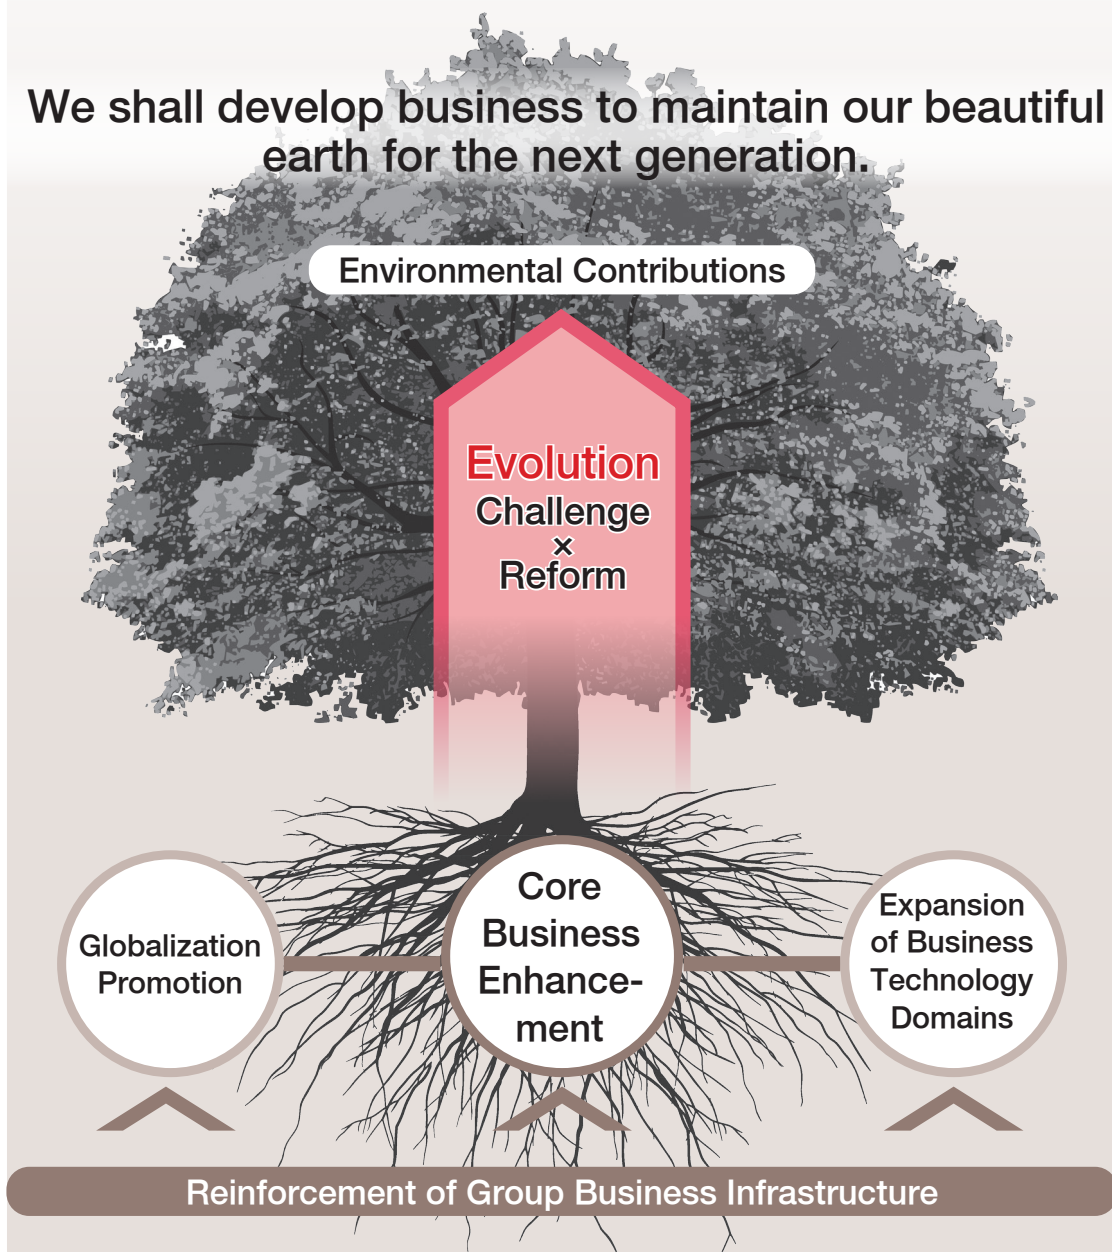 We shall develop business to maintain our beautiful
earth for the next generation.
Environmental Contributions
Evolution
Challenge
×
Reform
Globalization
Promotion
Core
Business
Enhance-
ment
Expansion
of Business
Technology
Domains
Reinforcement of Group Business Infrastructure